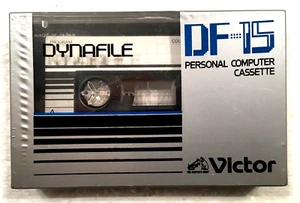 DYNAFILE
DF-15
PERSONAL COMPUTER
CASSETTE
Victor